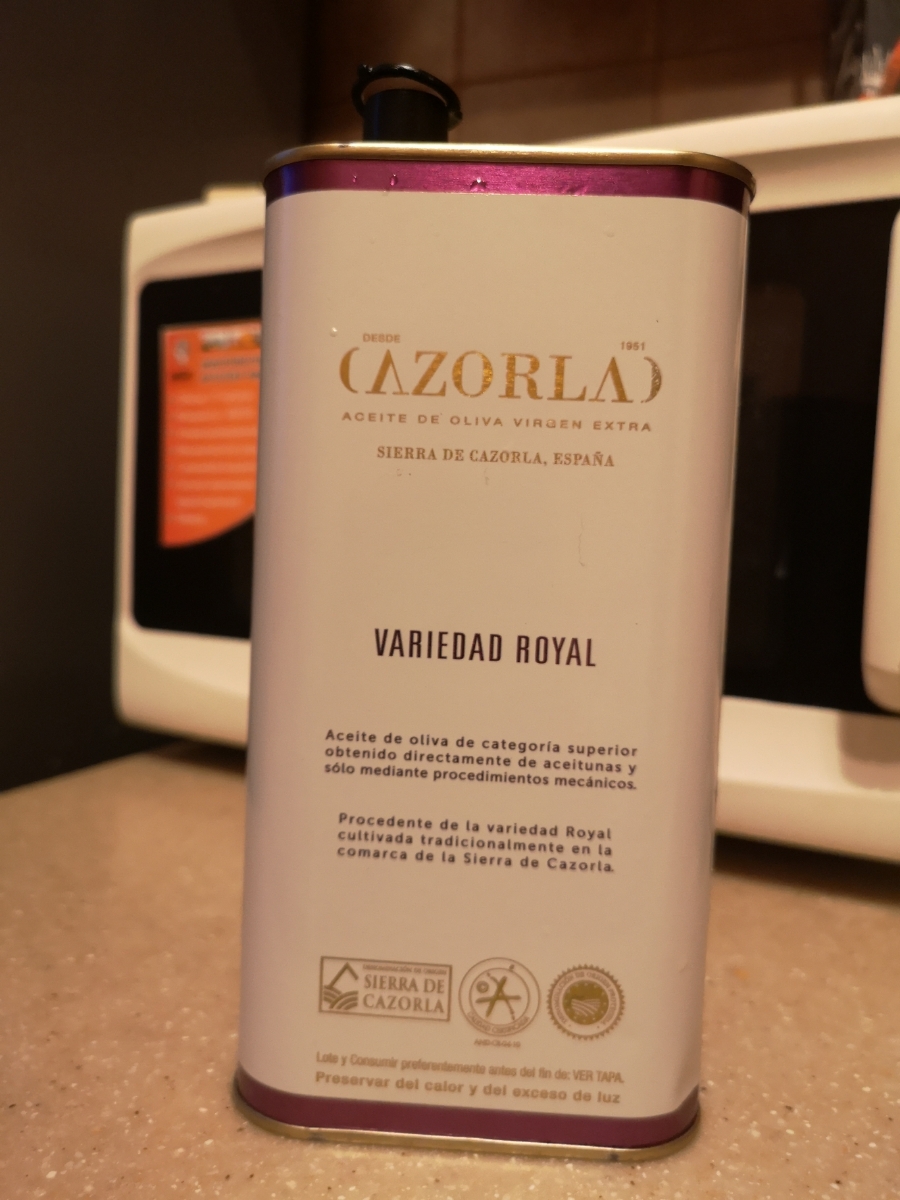 DESDE 1951
CAZORLA
ACEITE DE OLIVA VIRGEN EXTRA
SIERRA DE CAZORLA, ESPAÑA
VARIEDAD ROYAL
Aceite de oliva de categoría superior
obtenido directamente de aceitunas y
sólo mediante procedimientos mecánicos.
Procedente de la variedad Royal
cultivada tradicionalmente en la
comarca de la Sierra de Cazorla.
DENOMINACIÓN DE ORIGEN
SIERRA DE
CAZORLA
Lote y Consumir preferentemente antes del fin de: VER TAPA.
Preservar del calor y del exceso de luz